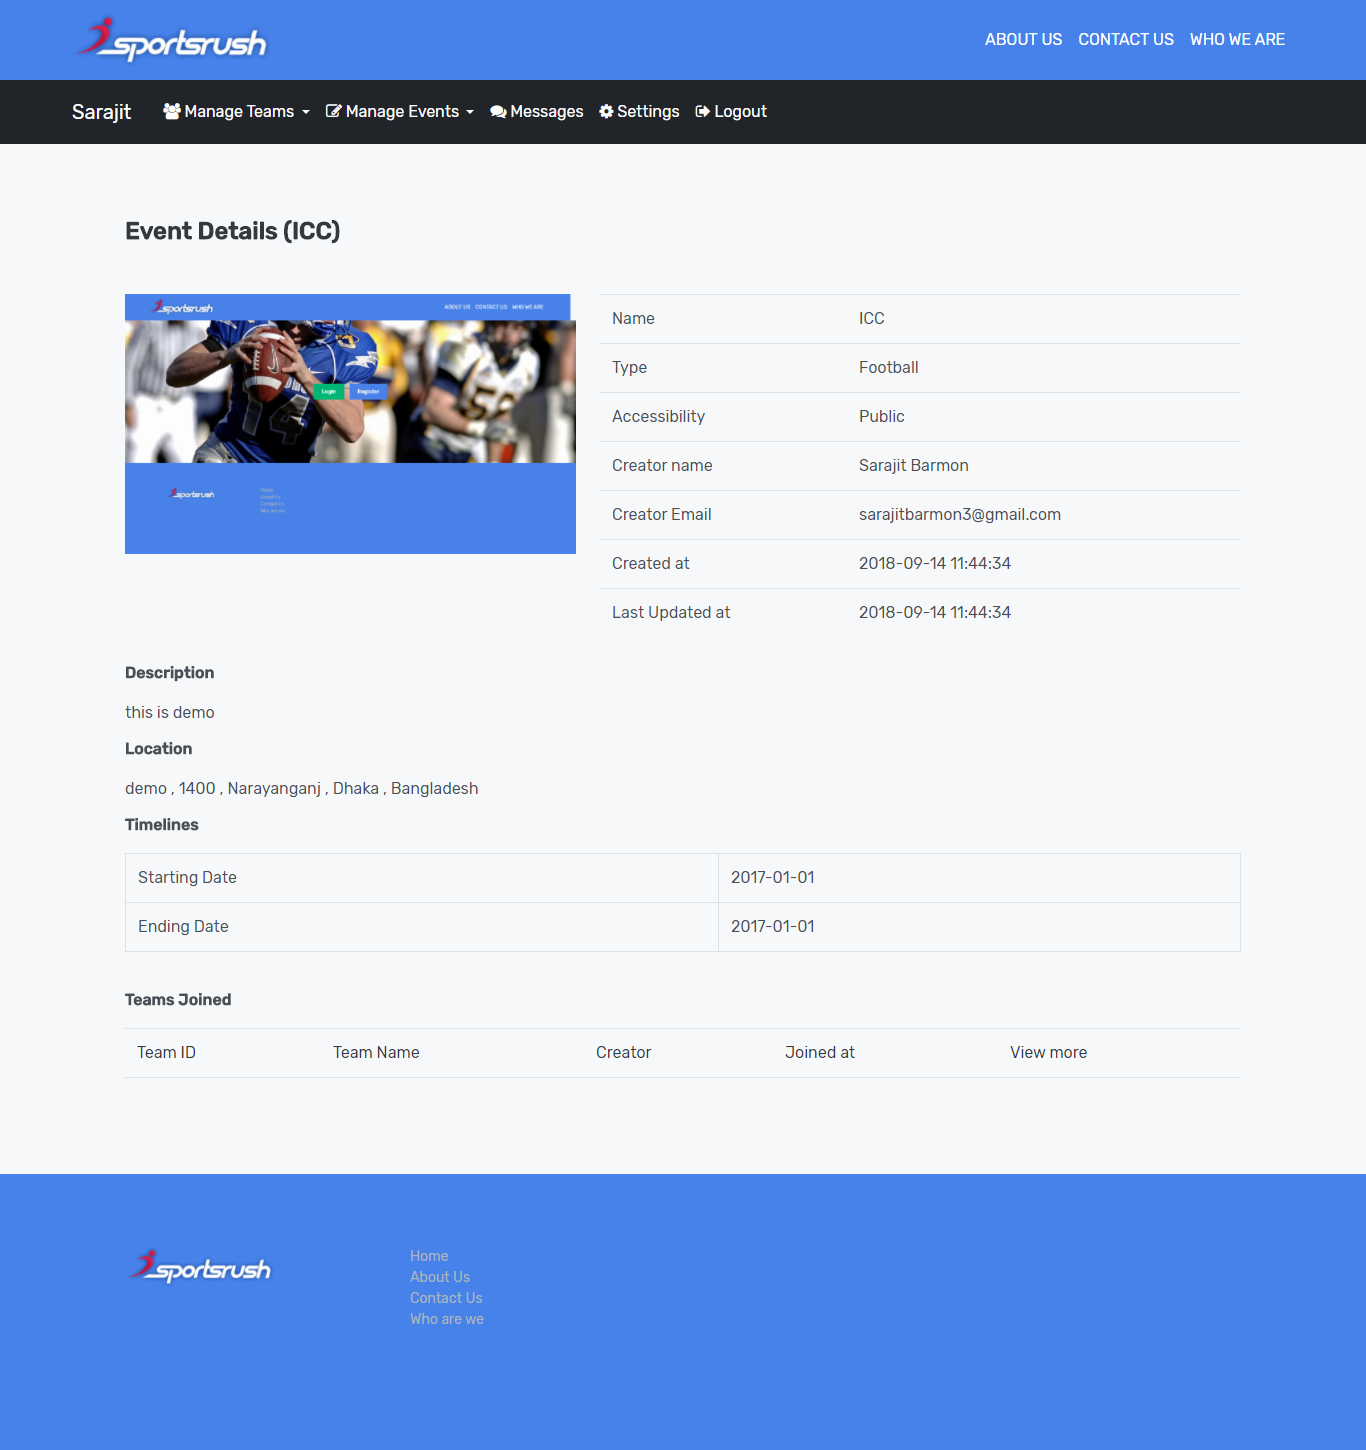 sportsrush
ABOUT US CONTACT US WHO WE ARE
Sarajit Manage Teams Manage Events Messages Settings Logout
Event Details (ICC)
sportsrush ABOUT US CONTACT US WHO WE ARE
14
Login Register
sportsrush
Home
About Us
Contact Us
Who are we
Name ICC
Type Football
Accessibility Public
Creator name Sarajit Barmon
Creator Email sarajitbarmon3@gmail.com
Created at 2018-09-14 11:44:34
Last Updated at 2018-09-14 11:44:34
Description
this is demo
Location
demo , 1400 , Narayanganj , Dhaka , Bangladesh
Timelines
Starting Date 2017-01-01
Ending Date 2017-01-01
Teams Joined
Team ID Team Name Creator Joined at View more
sportsrush
Home
About Us
Contact Us
Who are we